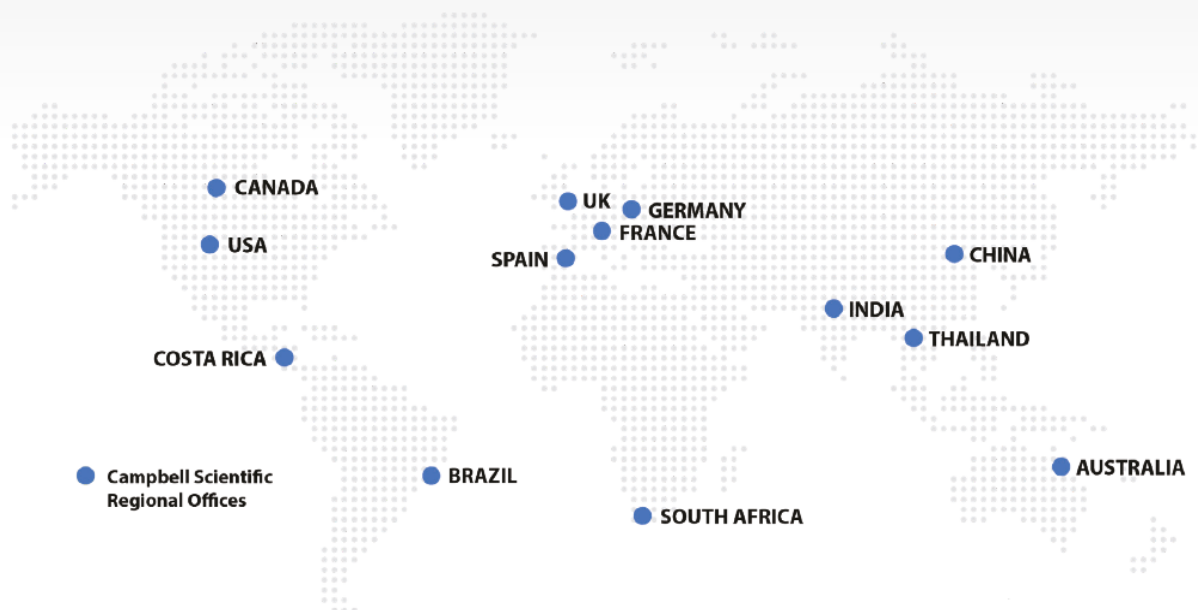 CANADA
UK
GERMANY
FRANCE
USA
SPAIN
CHINA
INDIA
THAILAND
COSTA RICA
Campbell Scientific
Regional Offices
BRAZIL
AUSTRALIA
SOUTH AFRICA